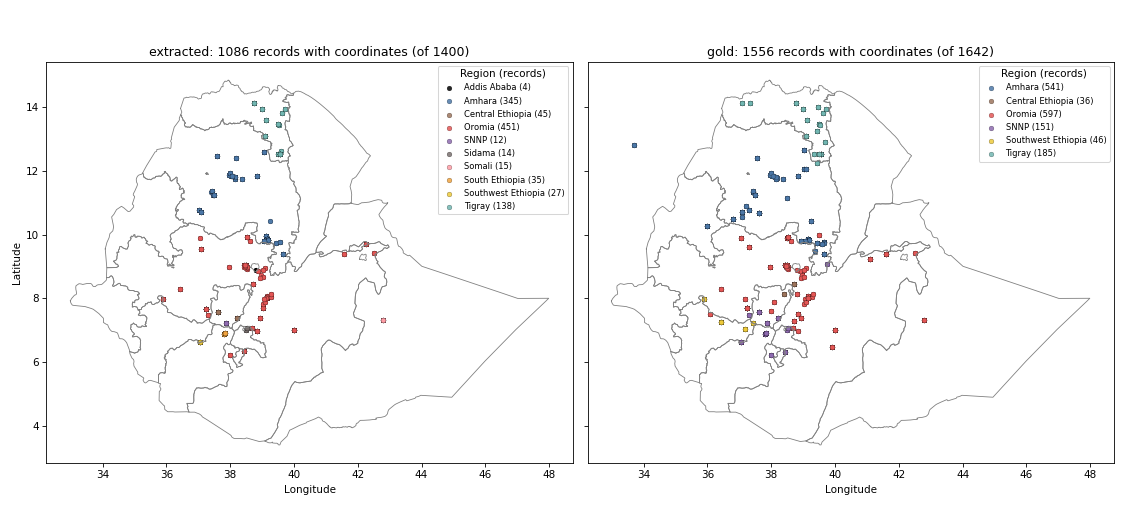 extracted: 1086 records with coordinates (of 1400)
Region (records)
Addis Ababa (4)
Amhara (345)
Central Ethiopia (45)
Oromia (451)
SNNP (12)
Sidama (14)
Somali (15)
South Ethiopia (35)
Southwest Ethiopia (27)
Tigray (138)
Latitude
14
12
10
8
6
4
34
36
38
40
42
44
46
48
Longitude
gold: 1556 records with coordinates (of 1642)
Region (records)
Amhara (541)
Central Ethiopia (36)
Oromia (597)
SNNP (151)
Southwest Ethiopia (46)
Tigray (185)
34
36
38
40
42
44
46
48
Longitude